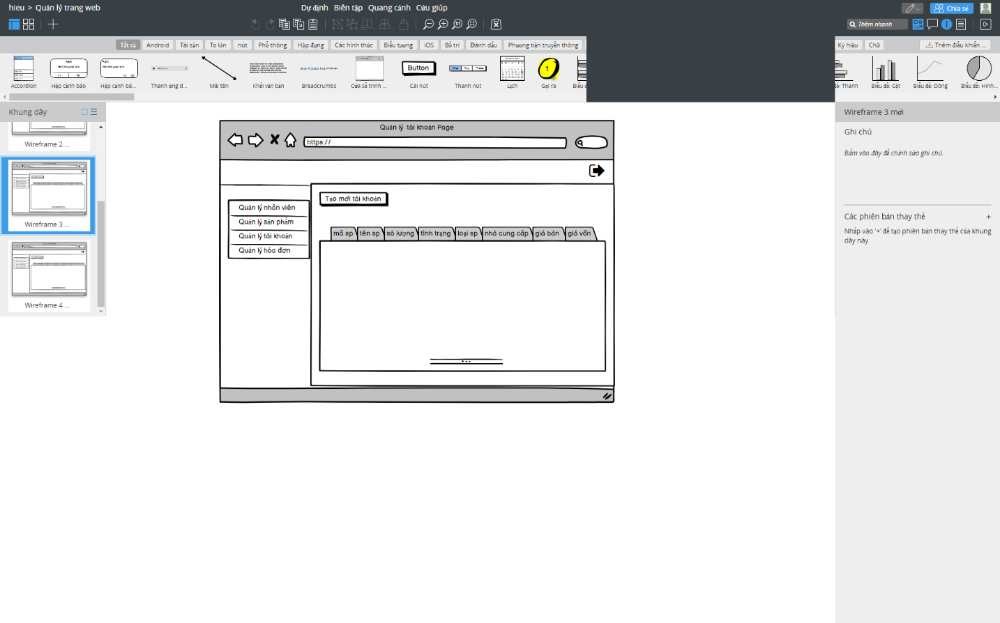 hieu > Quản lý trang web
Dự định Biên tập Quang cảnh Cứu giúp
Chia sẻ
Thêm nhanh
Tất cả Android Tài sản To lớn nút Phổ thông Hộp đựng Các hình thức Biểu tượng iOS Bố trí Đánh dấu Phương tiện truyền thông
Ký hiệu Chữ Thêm điều khiển ...
Button
1
Accordion Hộp cảnh báo Hộp cảnh bá... Thanh ứng d... Mũi tên Khối văn bản Breadcrumbs Cửa sổ trình ... Cái nút Thanh nút Lịch Gọi ra
Biểu đồ: Cột Biểu đồ: Dòng Biểu đồ: Hình...
Khung dây
Wireframe 2 ...
Wireframe 3 ...
Wireframe 4 ...
Quản lý tài khoản Page
https://
Quản lý nhân viên
Quản lý sản phẩm
Quản lý tài khoản
Quản lý hóa đơn
Tạo mới tài khoản
mã sp tên sp số lượng tình trạng loại sp nhà cung cấp giá bán giá vốn
Wireframe 3 mới
Ghi chú
Bấm vào đây để chỉnh sửa ghi chú.
Các phiên bản thay thế +
Nhấp vào '+' để tạo phiên bản thay thế của khung
dây này